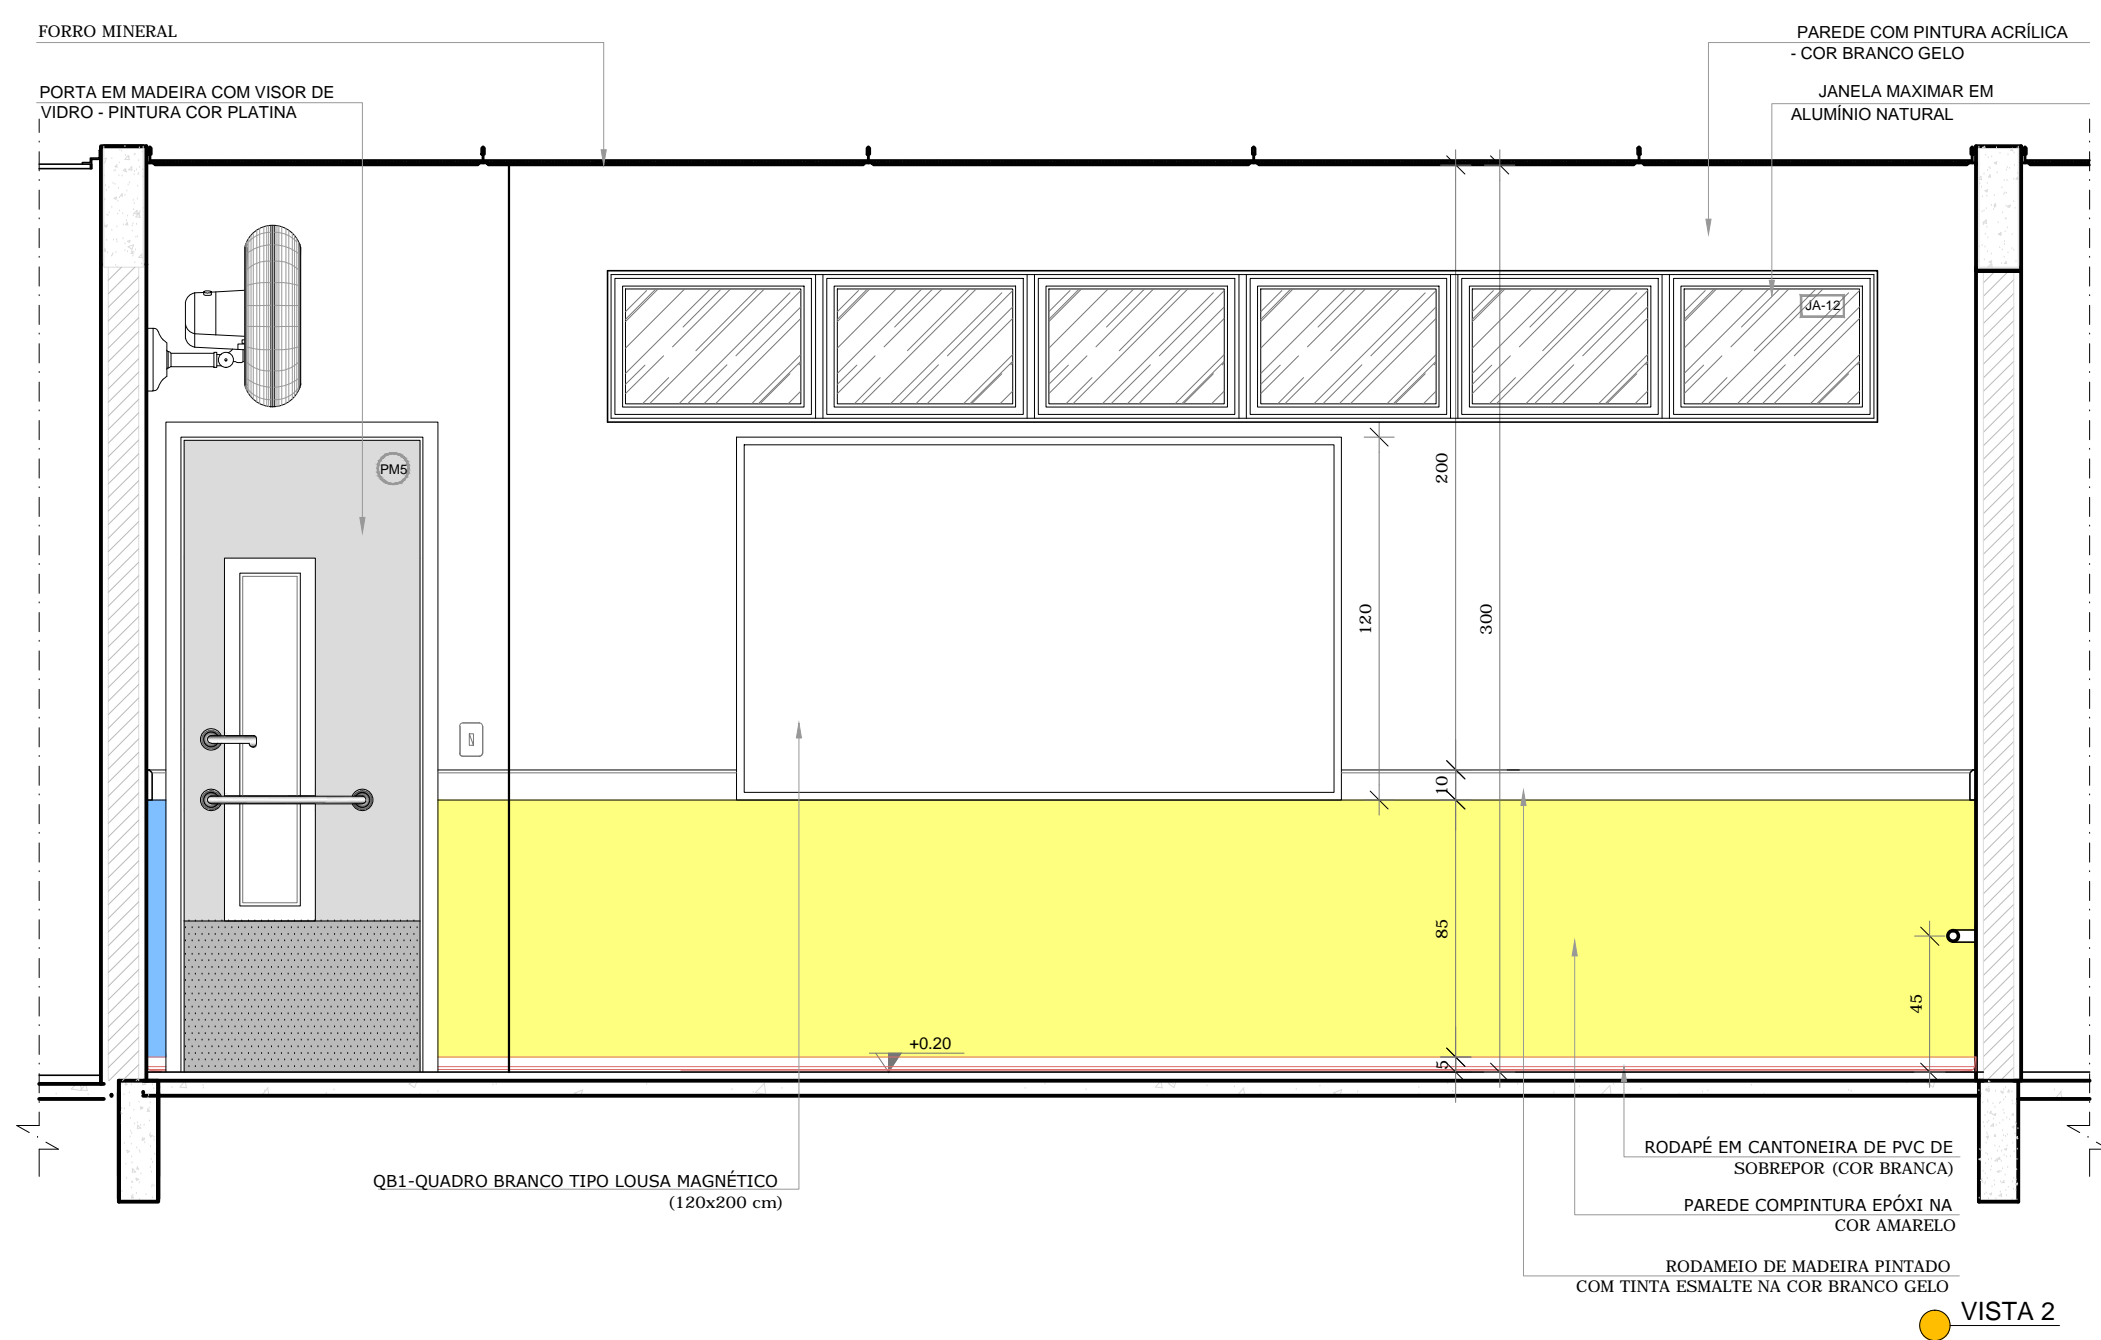 FORRO MINERAL
PAREDE COM PINTURA ACRÍLICA
- COR BRANCO GELO
PORTA EM MADEIRA COM VISOR DE
VIDRO - PINTURA COR PLATINA
JANELA MAXIMAR EM
ALUMÍNIO NATURAL
JA-12
PM5
200
120
300
10
85
45
+0.20
5
RODAPÉ EM CANTONEIRA DE PVC DE
SOBREPOR (COR BRANCA)
QB1-QUADRO BRANCO TIPO LOUSA MAGNÉTICO
(120x200 cm)
PAREDE COMPINTURA EPÓXI NA
COR AMARELO
RODAMEIO DE MADEIRA PINTADO
COM TINTA ESMALTE NA COR BRANCO GELO
VISTA 2